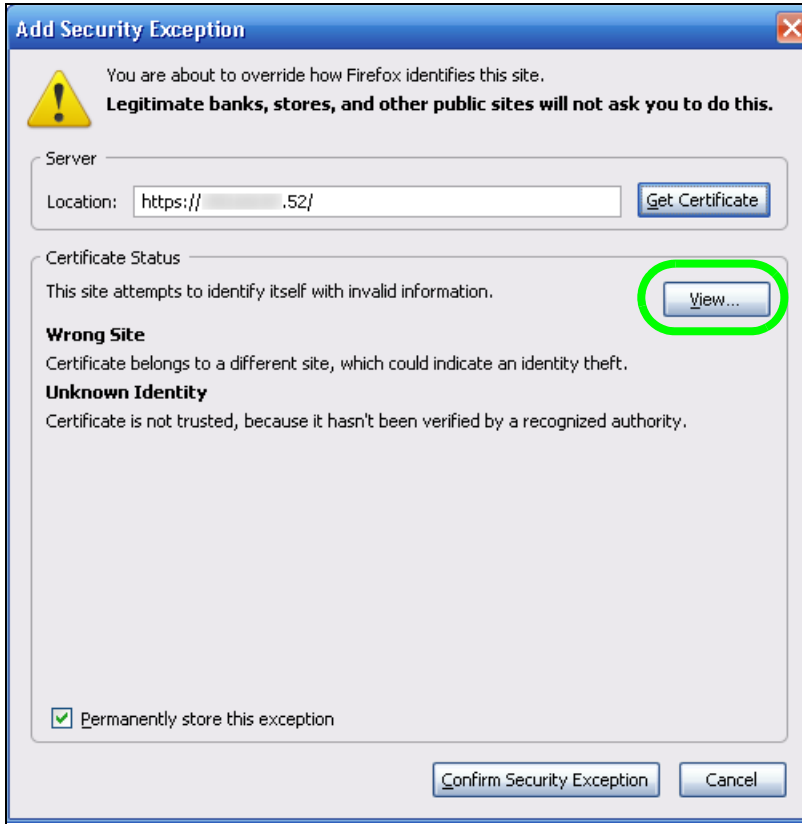 Add Security Exception
You are about to override how Firefox identifies this site.
Legitimate banks, stores, and other public sites will not ask you to do this.
Server
Location: https:// .52/ Get Certificate
Certificate Status
This site attempts to identify itself with invalid information. View...
Wrong Site
Certificate belongs to a different site, which could indicate an identity theft.
Unknown Identity
Certificate is not trusted, because it hasn't been verified by a recognized authority.
Permanently store this exception
Confirm Security Exception Cancel